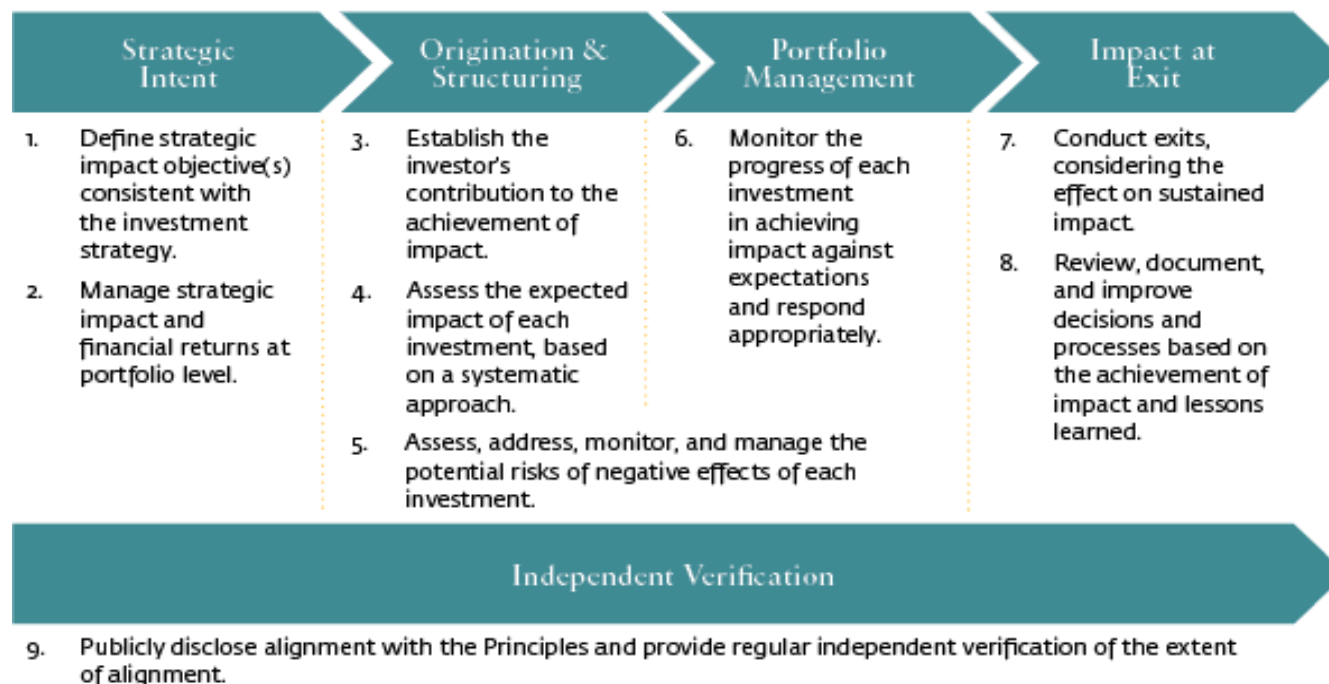 Strategic
Intent
Origination &
Structuring
Portfolio
Management
Impact at
Exit
1. Define strategic
impact objective(s)
consistent with
the investment
strategy.
2. Manage strategic
impact and
financial returns at
portfolio level.
3. Establish the
investor's
contribution to the
achievement of
impact.
4. Assess the expected
impact of each
investment, based
on a systematic
approach.
5. Assess, address, monitor, and manage the
potential risks of negative effects of each
investment.
6. Monitor the
progress of each
investment
in achieving
impact against
expectations
and respond
appropriately.
7. Conduct exits,
considering the
effect on sustained
impact.
8. Review, document,
and improve
decisions and
processes based on
the achievement of
impact and lessons
learned.
Independent Verification
9. Publicly disclose alignment with the Principles and provide regular independent verification of the extent
of alignment.